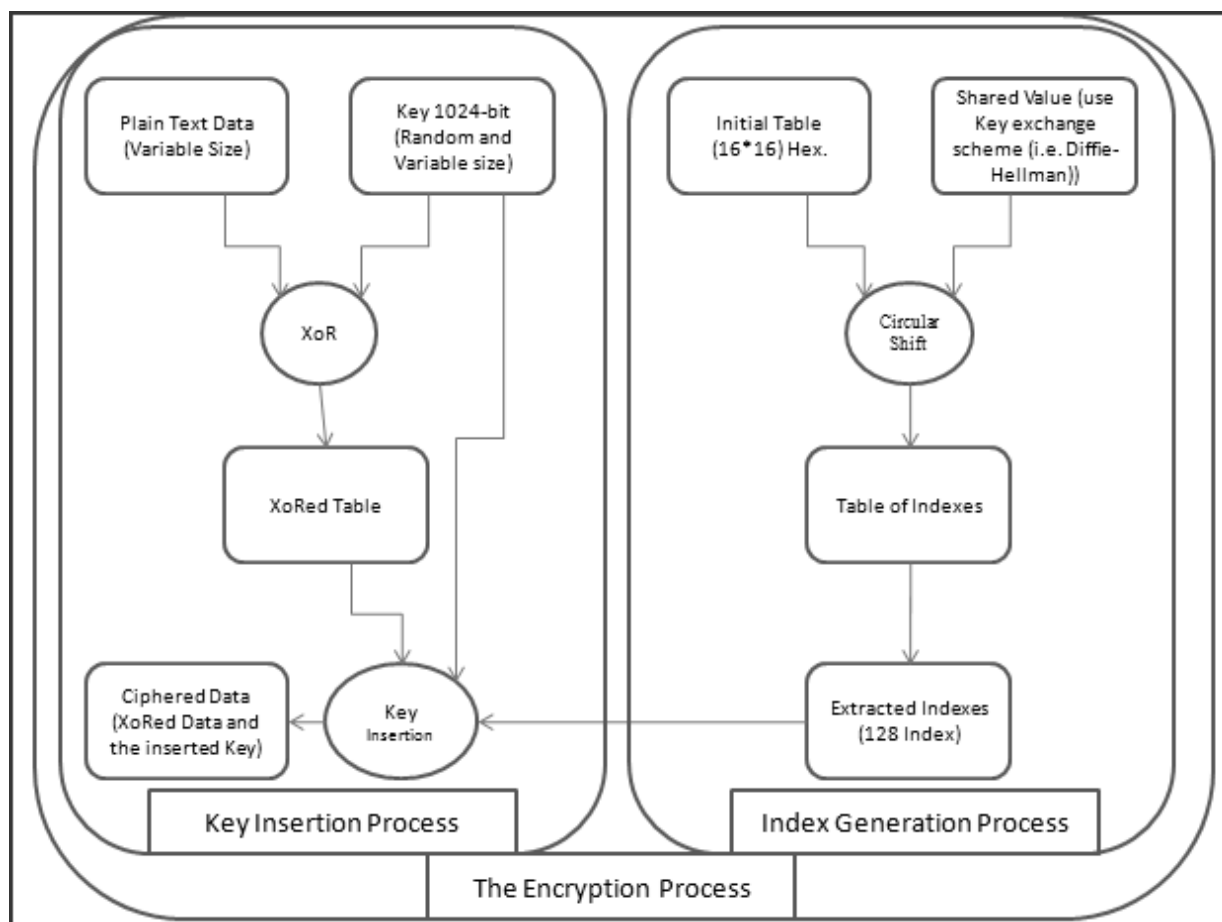 Plain Text Data
(Variable Size)
Key 1024-bit
(Random and
Variable size)
Initial Table
(16*16) Hex.
Shared Value (use
Key exchange
scheme (i.e. Diffie-
Hellman))
XoR
Circular
Shift
XoRed Table
Table of Indexes
Ciphered Data
(XoRed Data and
the inserted Key)
Key
Insertion
Extracted Indexes
(128 Index)
Key Insertion Process
Index Generation Process
The Encryption Process